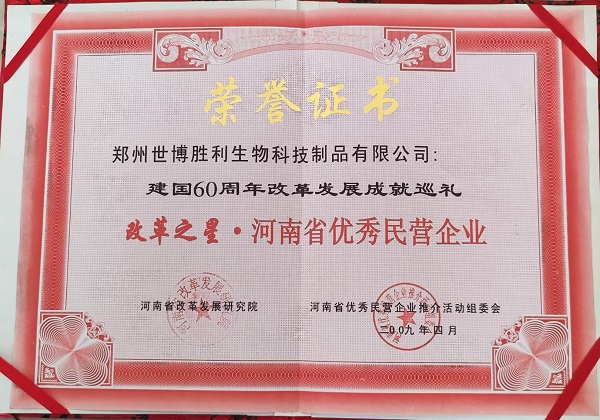 荣誉证书
郑州世博胜利生物科技制品有限公司:
建国60周年改革发展成就巡礼
改革之星·河南省优秀民营企业
河南省改革发展研究院
河南省优秀民营企业推介活动组委会
二00九年四月